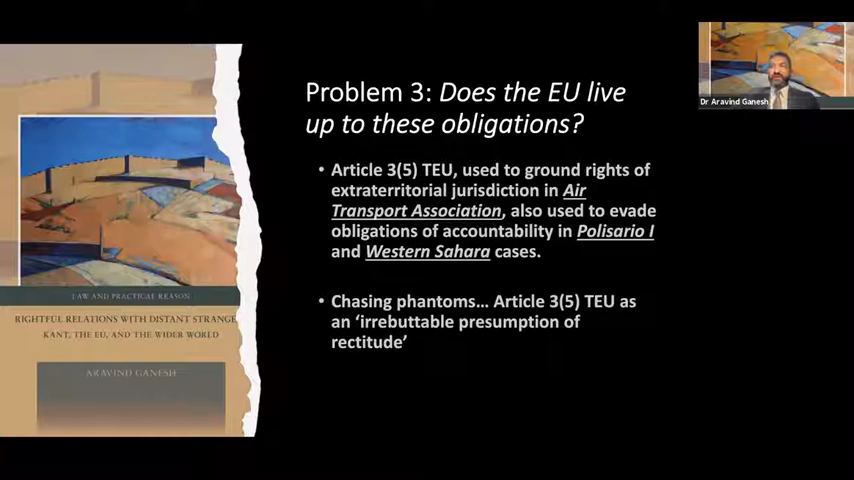 Problem 3: Does the EU live
up to these obligations?
• Article 3(5) TEU, used to ground rights of
extraterritorial jurisdiction in Air
Transport Association, also used to evade
obligations of accountability in Polisario I
and Western Sahara cases.
• Chasing phantoms... Article 3(5) TEU as
an ‘irrebuttable presumption of
rectitude’
LAW AND PRACTICAL REASON
RIGHTFUL RELATIONS WITH DISTANT STRANGE
KANT, THE EU, AND THE WIDER WORLD
ARAVIND GANESH
Dr Aravind Ganesh